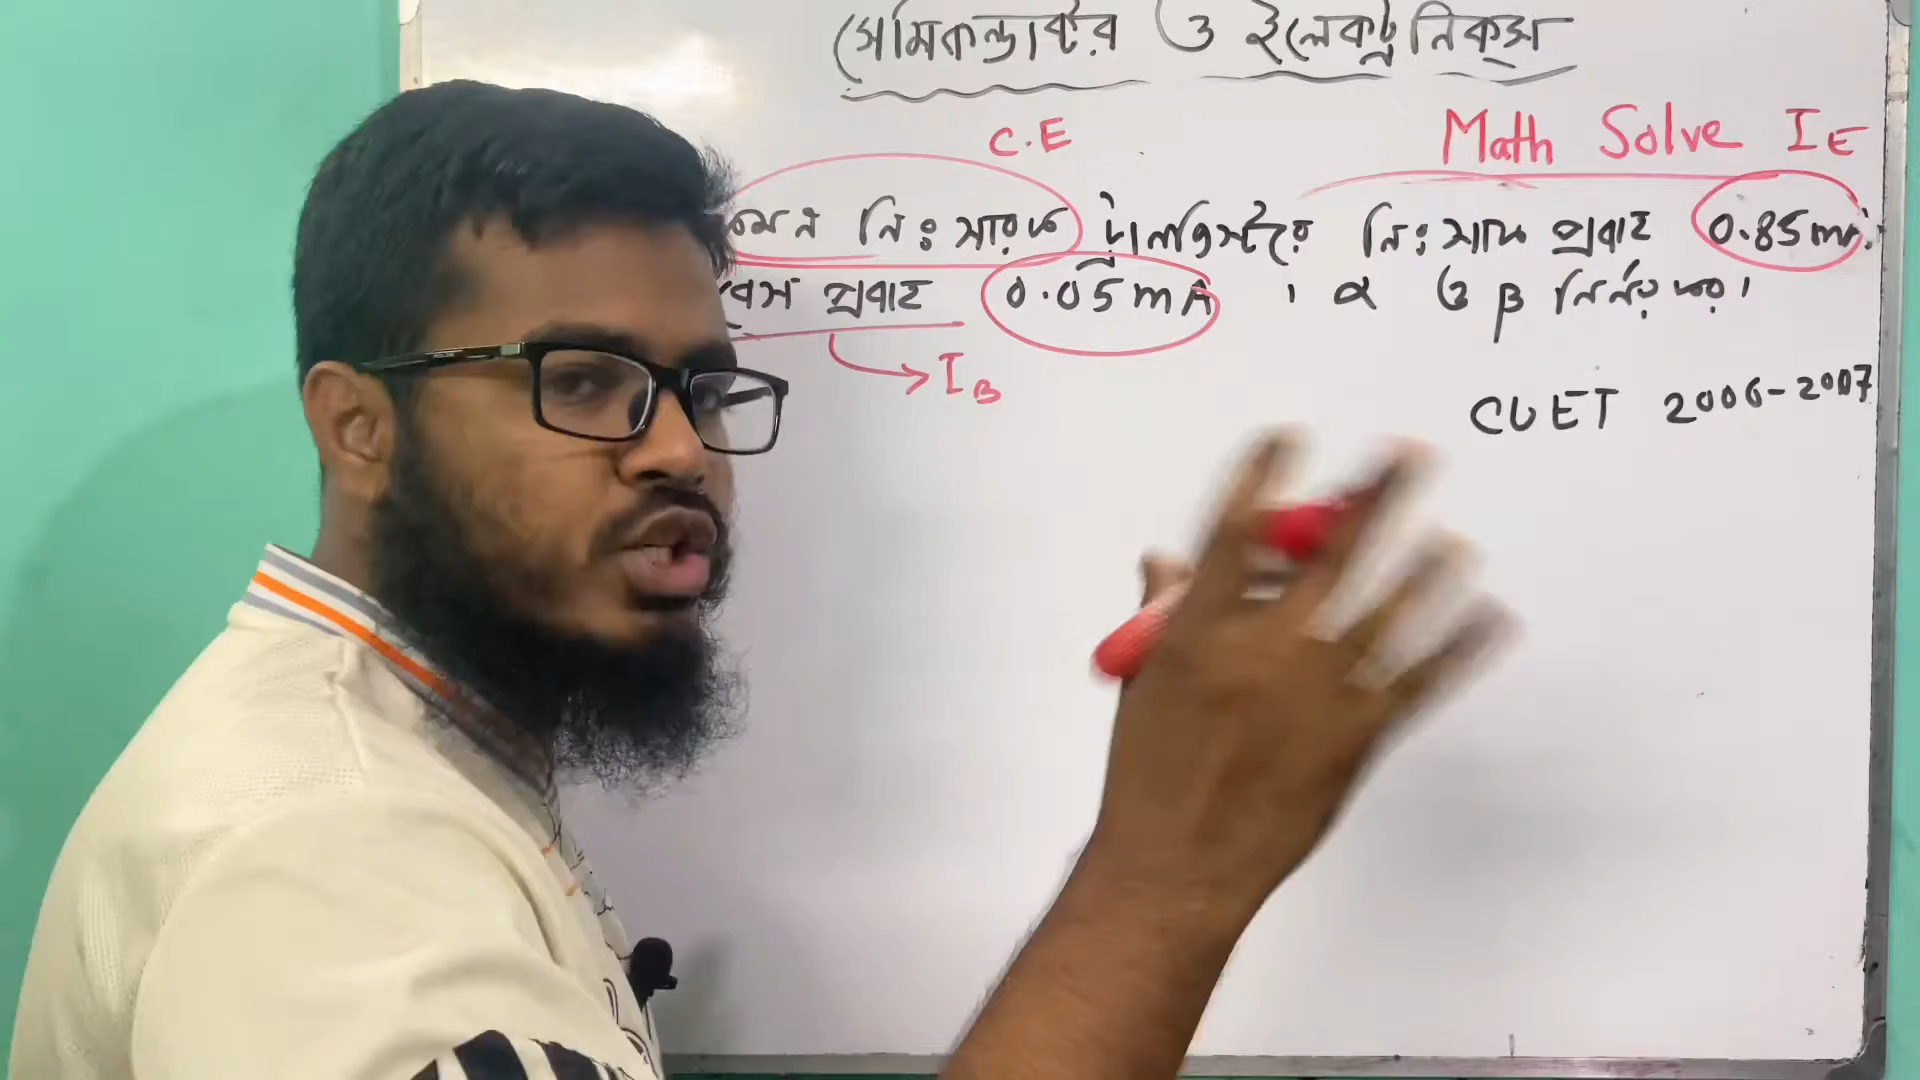 সেমিকন্ডাক্টর ও ইলেকট্রনিক্স
C.E
Math Solve IE
নিঃসারক ট্রানজিস্টরে নিঃসারক প্রবাহ 0.85mA
প্রবাহ 0.05mA । α ও β নির্ণয় কর।
IB
CUET 2006-2007